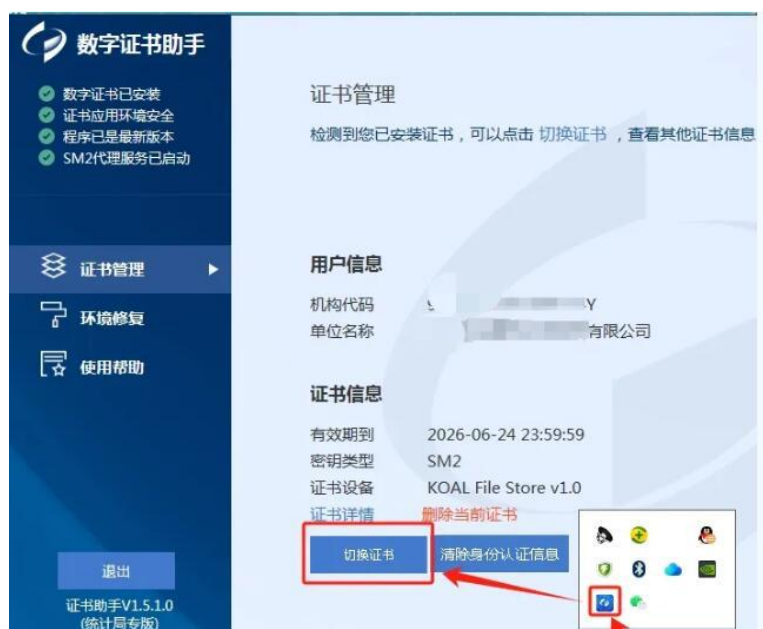 数字证书助手
数字证书已安装
证书应用环境安全
程序已是最新版本
SM2代理服务已启动
证书管理
环境修复
使用帮助
退出
证书助手V1.5.1.0
(统计局专版)
证书管理
检测到您已安装证书，可以点击 切换证书 ，查看其他证书信息
用户信息
机构代码 Y
单位名称 有限公司
证书信息
有效期到 2026-06-24 23:59:59
密钥类型 SM2
证书设备 KOAL File Store v1.0
证书详情 删除当前证书
切换证书 清除身份认证信息